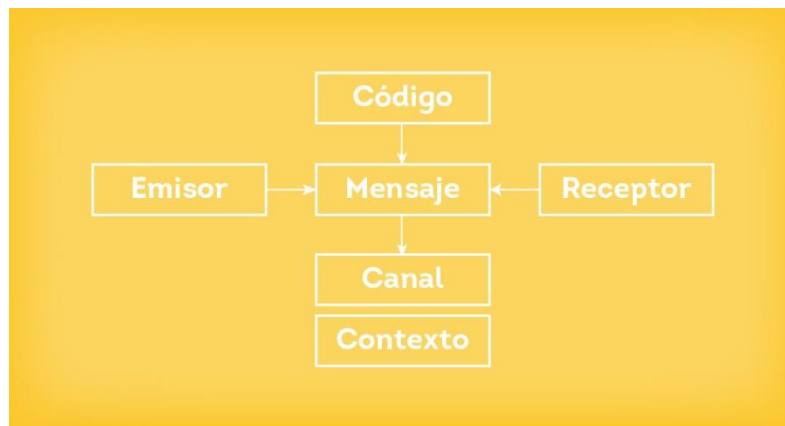 Código
Emisor
Mensaje
Receptor
Canal
Contexto